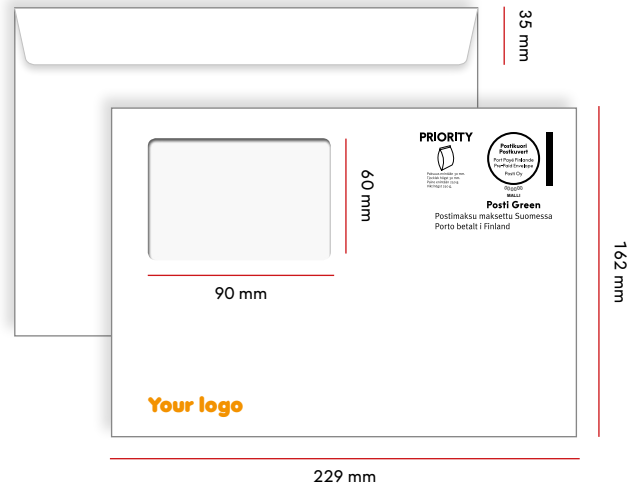 35 mm
PRIORITY
Postikuori
Postkuvert
Port Payé Finlande
Pre-Paid Envelope
Posti Oy
000000
MALLI
Posti Green
Postimaksu maksettu Suomessa
Porto betalt i Finland
60 mm
90 mm
162 mm
Your logo
229 mm